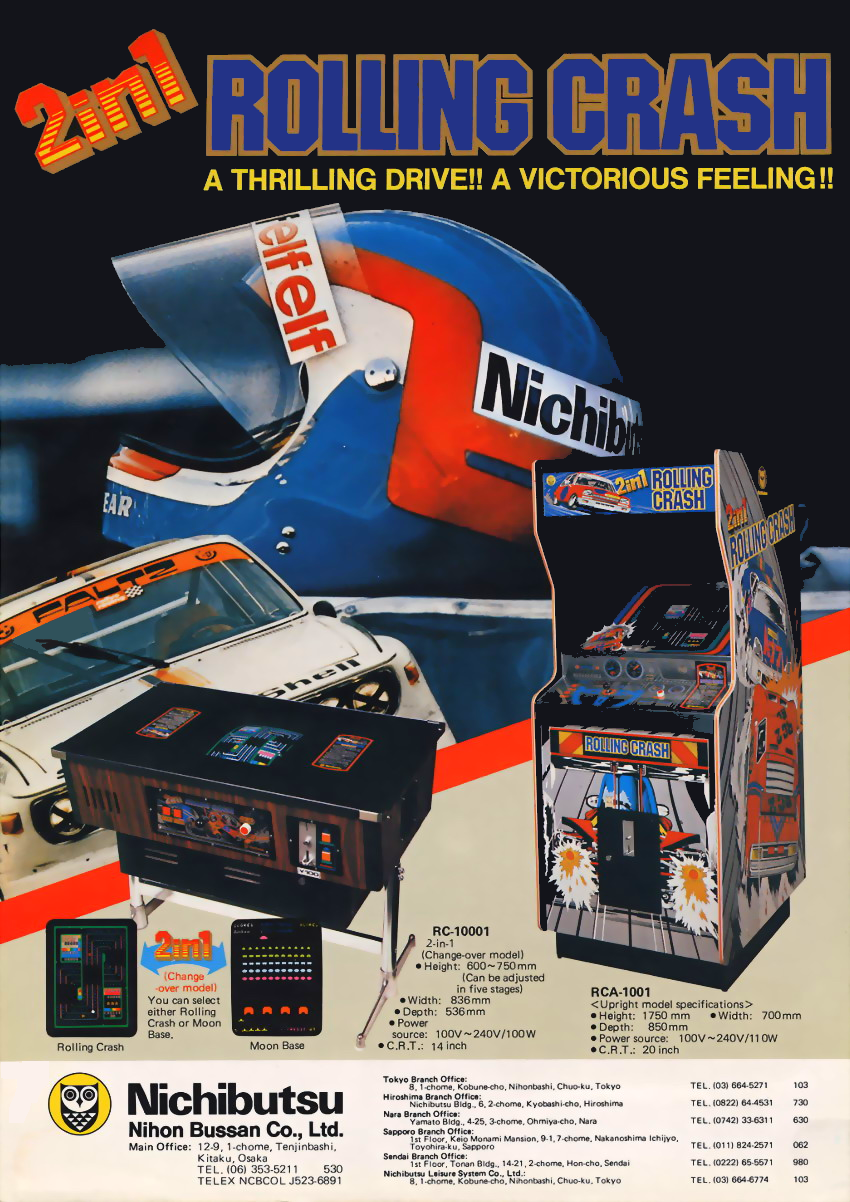 2in1
ROLLING CRASH
A THRILLING DRIVE!! A VICTORIOUS FEELING!!
elf elf
Nichibu
EAR
2in1 ROLLING
CRASH
2in1
ROLLING CRASH
FALTZ
Shell
ROLLING CRASH
¥100
2in1
(Change
-over model)
You can select
either Rolling
Crash or Moon
Base.
Rolling Crash
Moon Base
RC-10001
2-in-1
(Change-over model)
● Height: 600~750mm
(Can be adjusted
in five stages)
● Width: 836mm
● Depth: 536mm
● Power
source: 100V~240V/100W
● C.R.T.: 14 inch
RCA-1001
<Upright model specifications>
● Height: 1750 mm ● Width: 700mm
● Depth: 850mm
● Power source: 100V~240V/110W
● C.R.T.: 20 inch
Nichibutsu
Nihon Bussan Co., Ltd.
Main Office: 12-9, 1-chome, Tenjinbashi,
Kitaku, Osaka
TEL. (06) 353-5211 530
TELEX NCBCOL J523-6891
Tokyo Branch Office:
8, 1-chome, Kobune-cho, Nihonbashi, Chuo-ku, Tokyo TEL. (03) 664-5271 103
Hiroshima Branch Office:
Nichibutsu Bldg., 6, 2-chome, Kyobashi-cho, Hiroshima TEL. (0822) 64-4531 730
Nara Branch Office:
Yamato Bldg., 4-25, 3-chome, Ohmiya-cho, Nara TEL. (0742) 33-6311 630
Sapporo Branch Office:
1st Floor, Keio Monami Mansion, 9-1, 7-chome, Nakanoshima Ichijyo,
Toyohira-ku, Sapporo TEL. (011) 824-2571 062
Sendai Branch Office:
1st Floor, Tonan Bldg., 14-21, 2-chome, Hon-cho, Sendai TEL. (0222) 65-5571 980
Nichibutsu Leisure System Co., Ltd.:
8, 1-chome, Kobune-cho, Nihonbashi, Chuo-ku, Tokyo TEL. (03) 664-6774 103